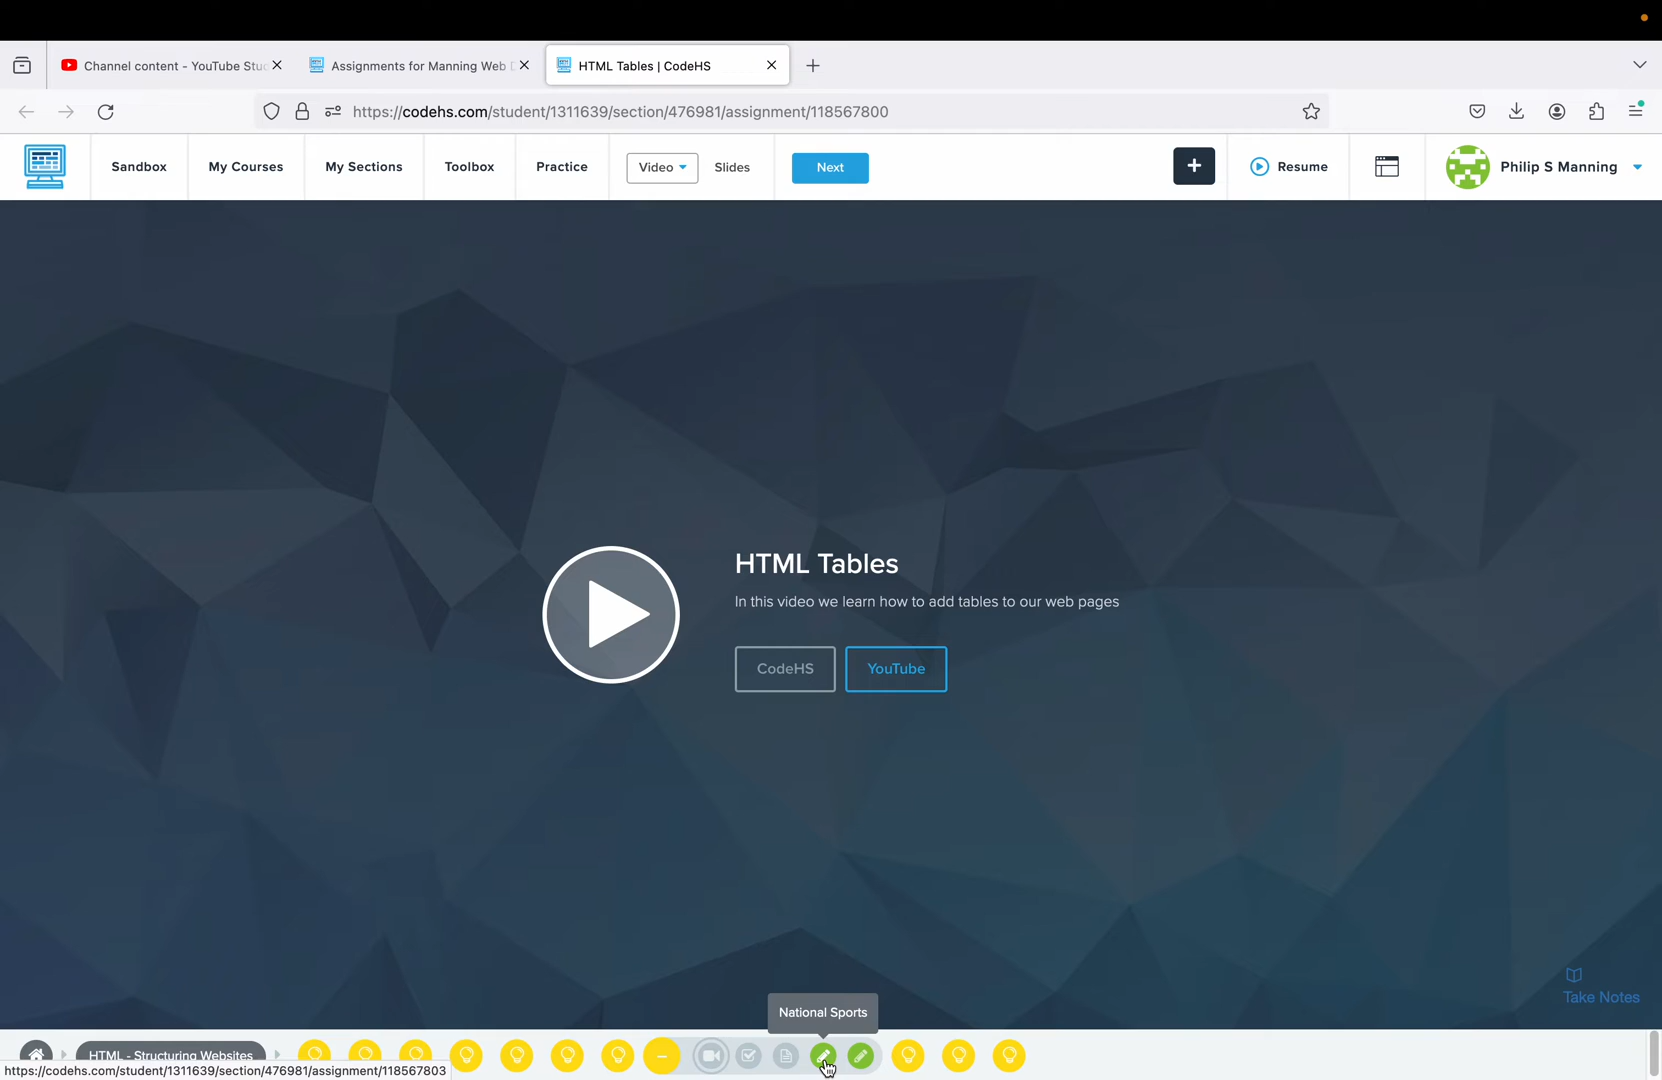 Channel content - YouTube Stuc
Assignments for Manning Web D
HTML Tables | CodeHS
https://codehs.com/student/1311639/section/476981/assignment/118567800
Sandbox
My Courses
My Sections
Toolbox
Practice
Video
Slides
Next
+
Resume
Philip S Manning
HTML Tables
In this video we learn how to add tables to our web pages
CodeHS
YouTube
Take Notes
National Sports
HTML - Structuring Websites
https://codehs.com/student/1311639/section/476981/assignment/118567803